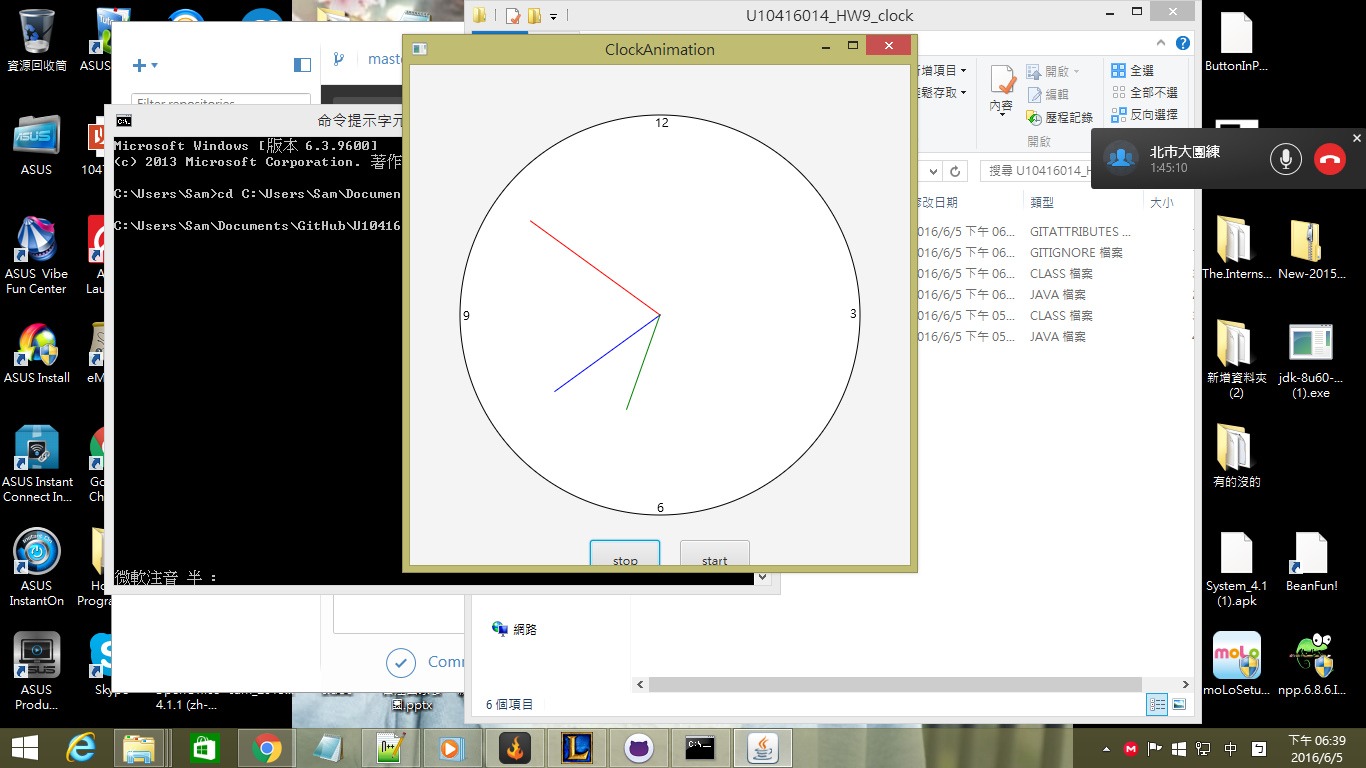 U10416014_HW9_clock
ClockAnimation
資源回收筒
ASUS
Filter repositories
新增項目
輕鬆存取
內容
開啟
編輯
歷程記錄
開啟
全選
全部不選
反向選擇
ButtonInP...
命令提示字元
Microsoft Windows [版本 6.3.9600]
(c) 2013 Microsoft Corporation. 著作
C:\Users\Sam>cd C:\Users\Sam\Documen
C:\Users\Sam\Documents\GitHub\U10416
北市大團練
1:45:10
搜尋 U10416014_H
修改日期
類型
大小
2016/6/5 下午 06...
GITATTRIBUTES ...
2016/6/5 下午 06...
GITIGNORE 檔案
2016/6/5 下午 06...
CLASS 檔案
2016/6/5 下午 06...
JAVA 檔案
2016/6/5 下午 05...
CLASS 檔案
2016/6/5 下午 05...
JAVA 檔案
12
9
3
6
stop
start
ASUS
ASUS Vibe
Fun Center
ASUS Install
ASUS Instant
Connect In...
ASUS
InstantOn
ASUS
Produ...
Skype
4.1.1 (zh-...
The.Interns...
New-2015...
新增資料夾
(2)
jdk-8u60-...
(1).exe
有的沒的
System_4.1
(1).apk
BeanFun!
moLoSetu...
npp.6.8.6.I...
微軟注音 半 :
網路
6 個項目
中
下午 06:39
2016/6/5